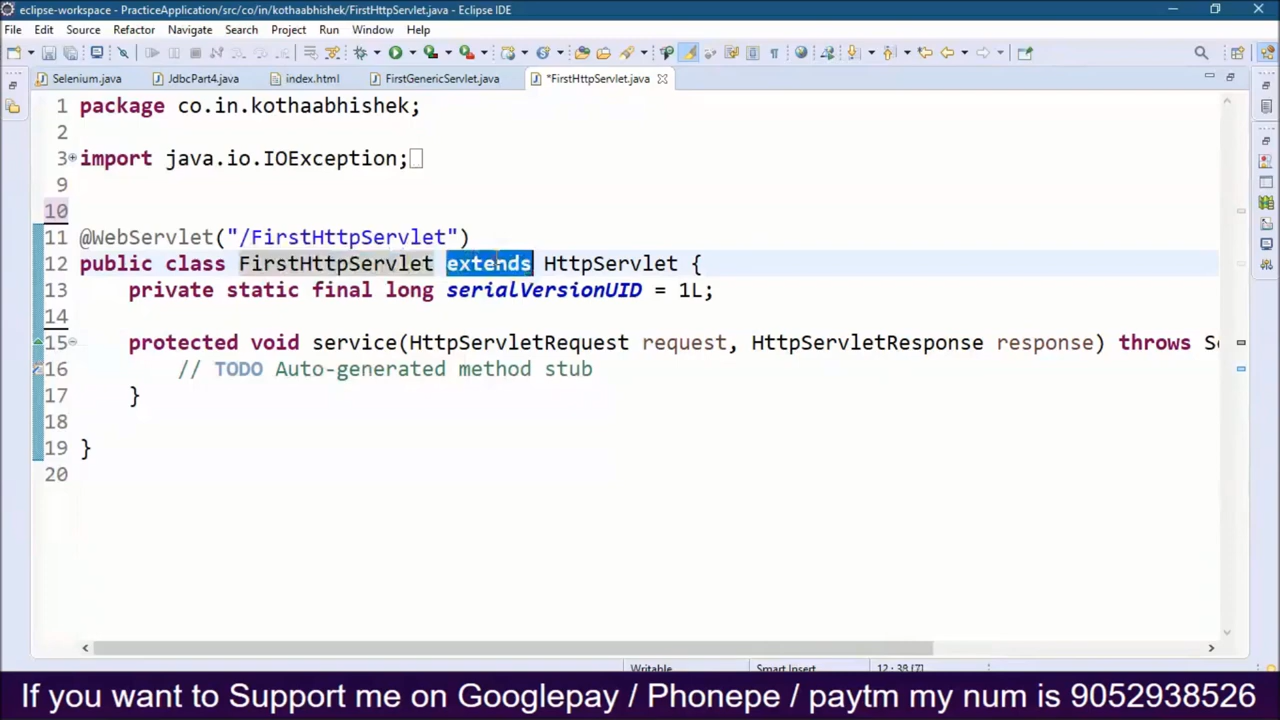 eclipse-workspace - PracticeApplication/src/co/in/kothaabhishek/FirstHttpServlet.java - Eclipse IDE
File Edit Source Refactor Navigate Search Project Run Window Help
Selenium.java JdbcPart4.java index.html FirstGenericServlet.java *FirstHttpServlet.java
1 package co.in.kothaabhishek;
2
3 import java.io.IOException;
9
10
11 @WebServlet("/FirstHttpServlet")
12 public class FirstHttpServlet extends HttpServlet {
13 private static final long serialVersionUID = 1L;
14
15 protected void service(HttpServletRequest request, HttpServletResponse response) throws Se
16 // TODO Auto-generated method stub
17 }
18
19 }
20
Writable Smart Insert 12 : 38 [7]
If you want to Support me on Googlepay / Phonepe / paytm my num is 9052938526